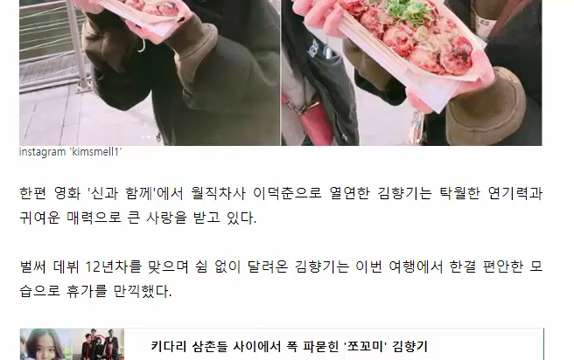 instagram 'kimsmell1'
한편 영화 '신과 함께'에서 월직차사 이덕춘으로 열연한 김향기는 탁월한 연기력과
귀여운 매력으로 큰 사랑을 받고 있다.
벌써 데뷔 12년차를 맞으며 쉼 없이 달려온 김향기는 이번 여행에서 한결 편안한 모
습으로 휴가를 만끽했다.
키다리 삼촌들 사이에서 폭 파묻힌 '쪼꼬미' 김향기